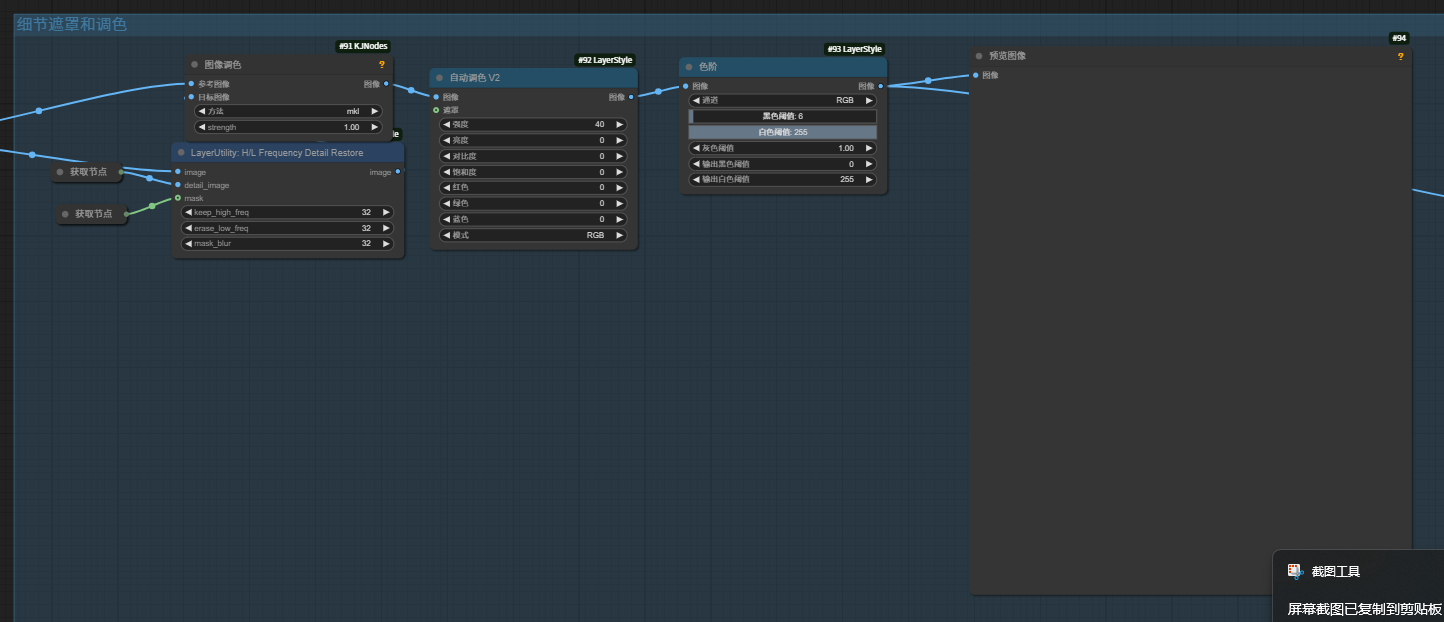 细节遮罩和调色
#91 KJNodes
图像调色
?
参考图像
图像
目标图像
方法 mkl
strength 1.00
le
LayerUtility: H/L Frequency Detail Restore
image
image
detail_image
mask
keep_high_freq 32
erase_low_freq 32
mask_blur 32
获取节点
获取节点
#92 LayerStyle
自动调色 V2
图像
图像
遮罩
强度 40
亮度 0
对比度 0
饱和度 0
红色 0
绿色 0
蓝色 0
模式 RGB
#93 LayerStyle
色阶
图像
图像
通道 RGB
黑色阈值: 6
白色阈值: 255
灰色阈值 1.00
输出黑色阈值 0
输出白色阈值 255
#94
预览图像
?
图像
截图工具
屏幕截图已复制到剪贴板